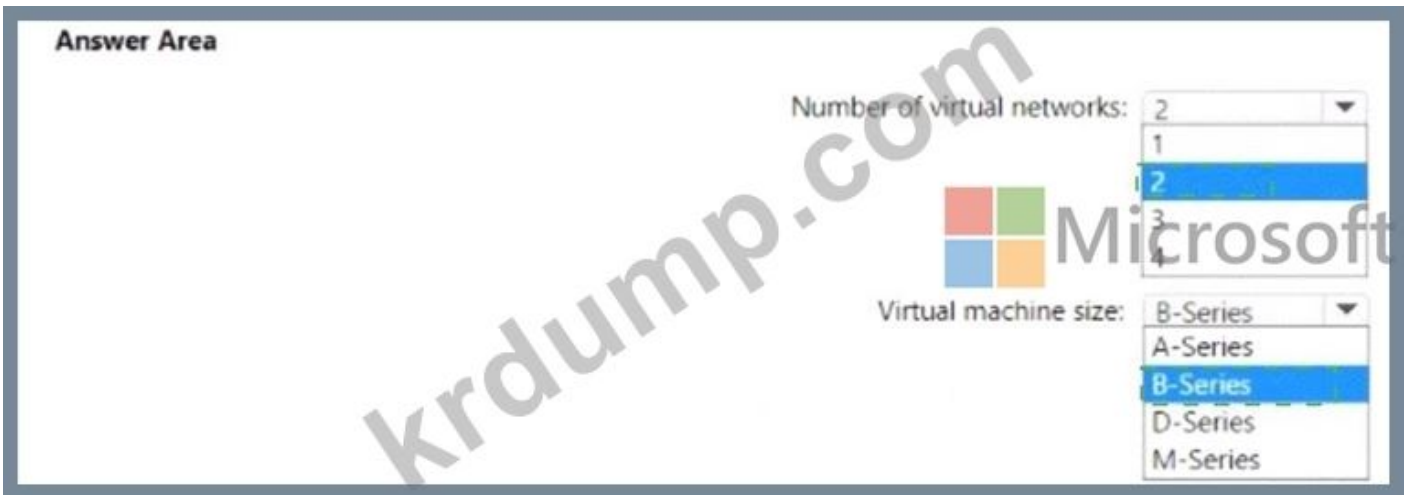 Answer Area
Number of virtual networks: 2
1
2
3
4
Microsoft
Virtual machine size: B-Series
A-Series
B-Series
D-Series
M-Series
krdump.com